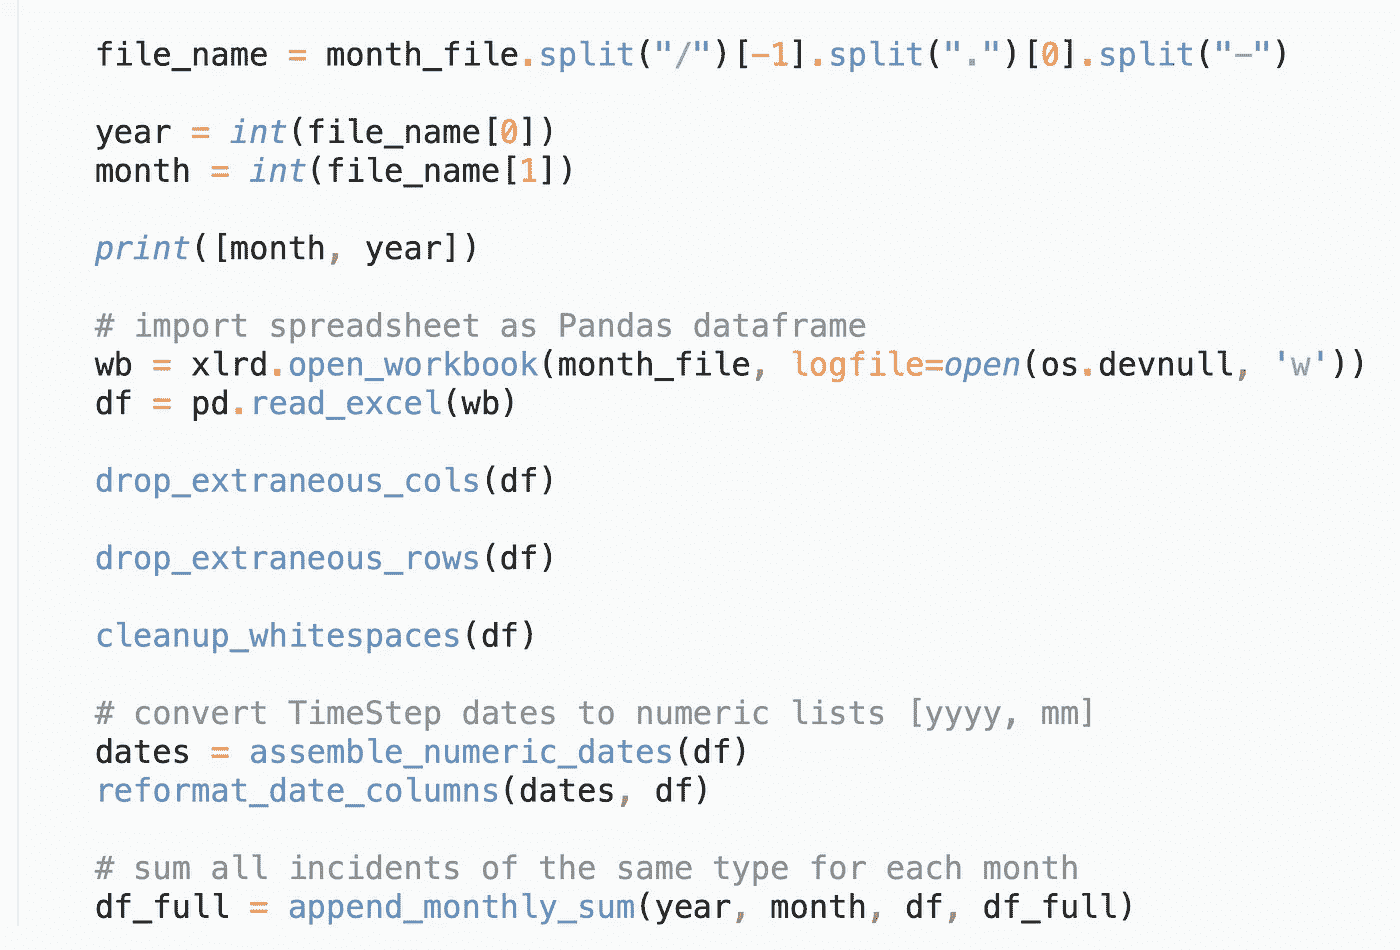 file_name = month_file.split("/")[-1].split(".")[0].split("-")
year = int(file_name[0])
month = int(file_name[1])
print([month, year])
# import spreadsheet as Pandas dataframe
wb = xlrd.open_workbook(month_file, logfile=open(os.devnull, 'w'))
df = pd.read_excel(wb)
drop_extraneous_cols(df)
drop_extraneous_rows(df)
cleanup_whitespaces(df)
# convert TimeStep dates to numeric lists [yyyy, mm]
dates = assemble_numeric_dates(df)
reformat_date_columns(dates, df)
# sum all incidents of the same type for each month
df_full = append_monthly_sum(year, month, df, df_full)